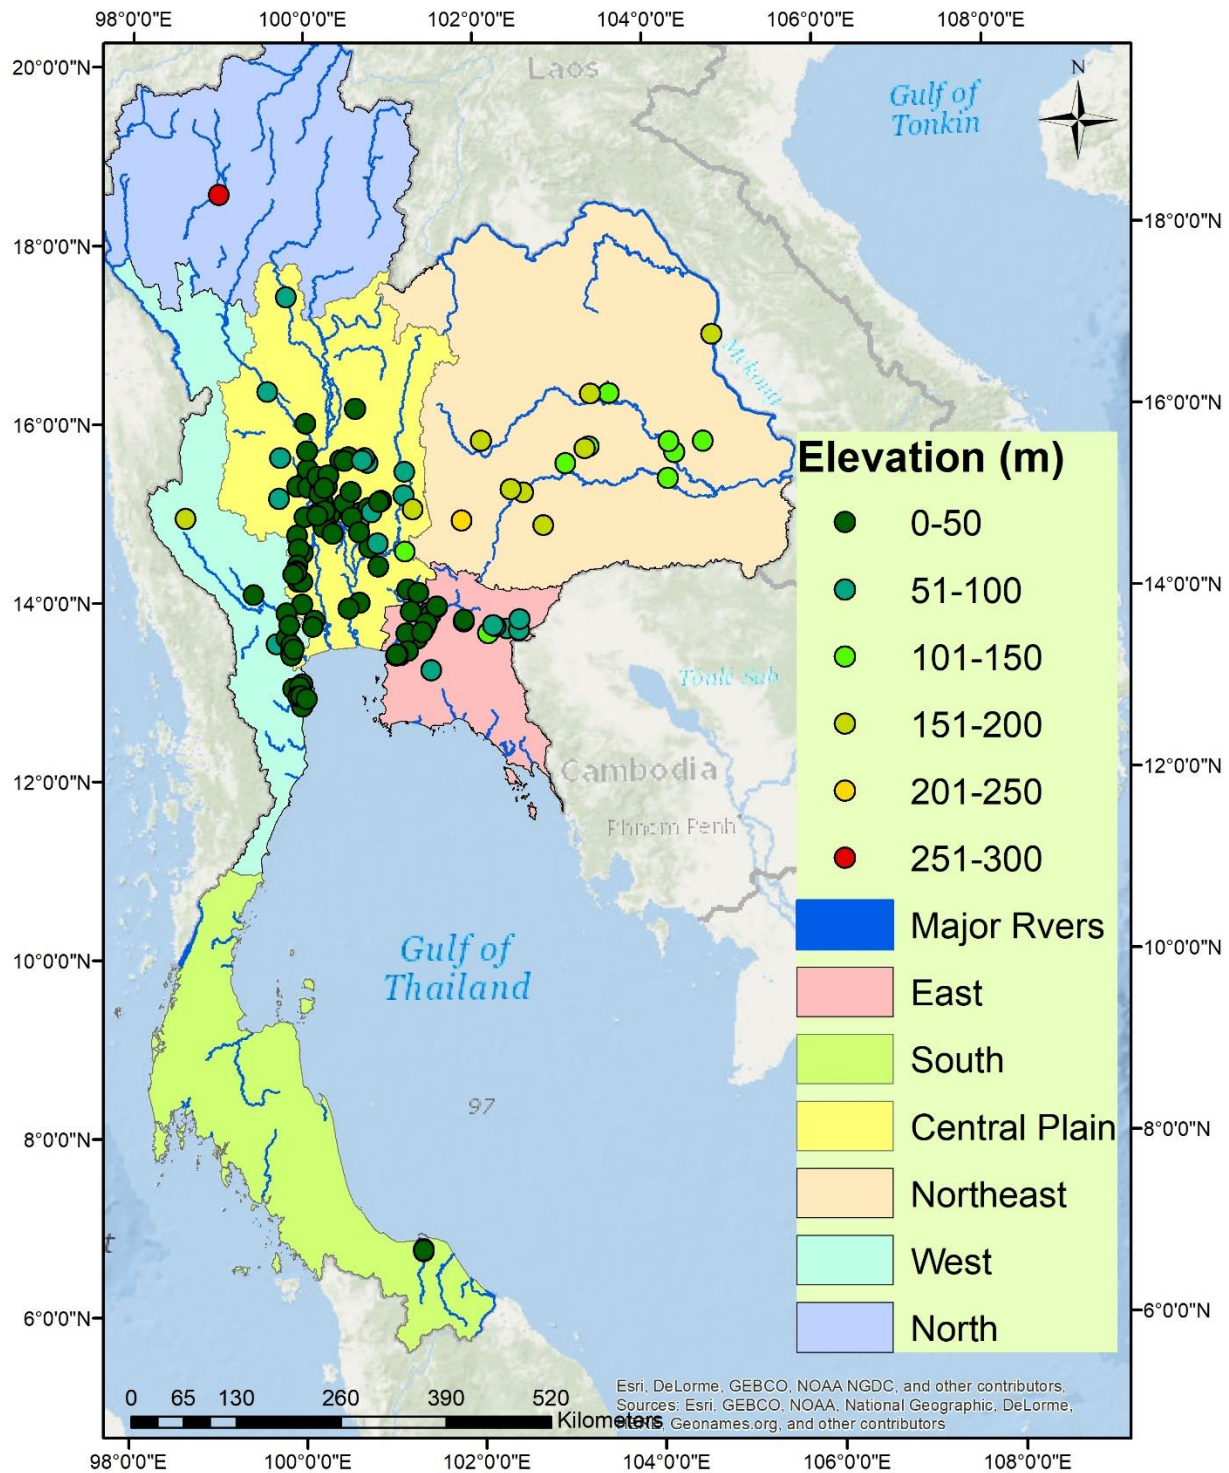 98°0'0"E 100°0'0"E 102°0'0"E 104°0'0"E 106°0'0"E 108°0'0"E
20°0'0"N
Laos
N
Gulf of
Tonkin
18°0'0"N
18°0'0"N
Mekong
16°0'0"N
16°0'0"N
Elevation (m)
0-50
51-100
101-150
151-200
201-250
251-300
Major Rvers
East
South
Central Plain
Northeast
West
North
14°0'0"N
14°0'0"N
Tônlé Sab
12°0'0"N
12°0'0"N
Cambodia
Phnom Penh
10°0'0"N
10°0'0"N
Gulf of
Thailand
97
8°0'0"N
8°0'0"N
t
6°0'0"N
6°0'0"N
0 65 130 260 390 520
Kilometers
Esri, DeLorme, GEBCO, NOAA NGDC, and other contributors,
Sources: Esri, GEBCO, NOAA, National Geographic, DeLorme,
HERE, Geonames.org, and other contributors
98°0'0"E 100°0'0"E 102°0'0"E 104°0'0"E 106°0'0"E 108°0'0"E